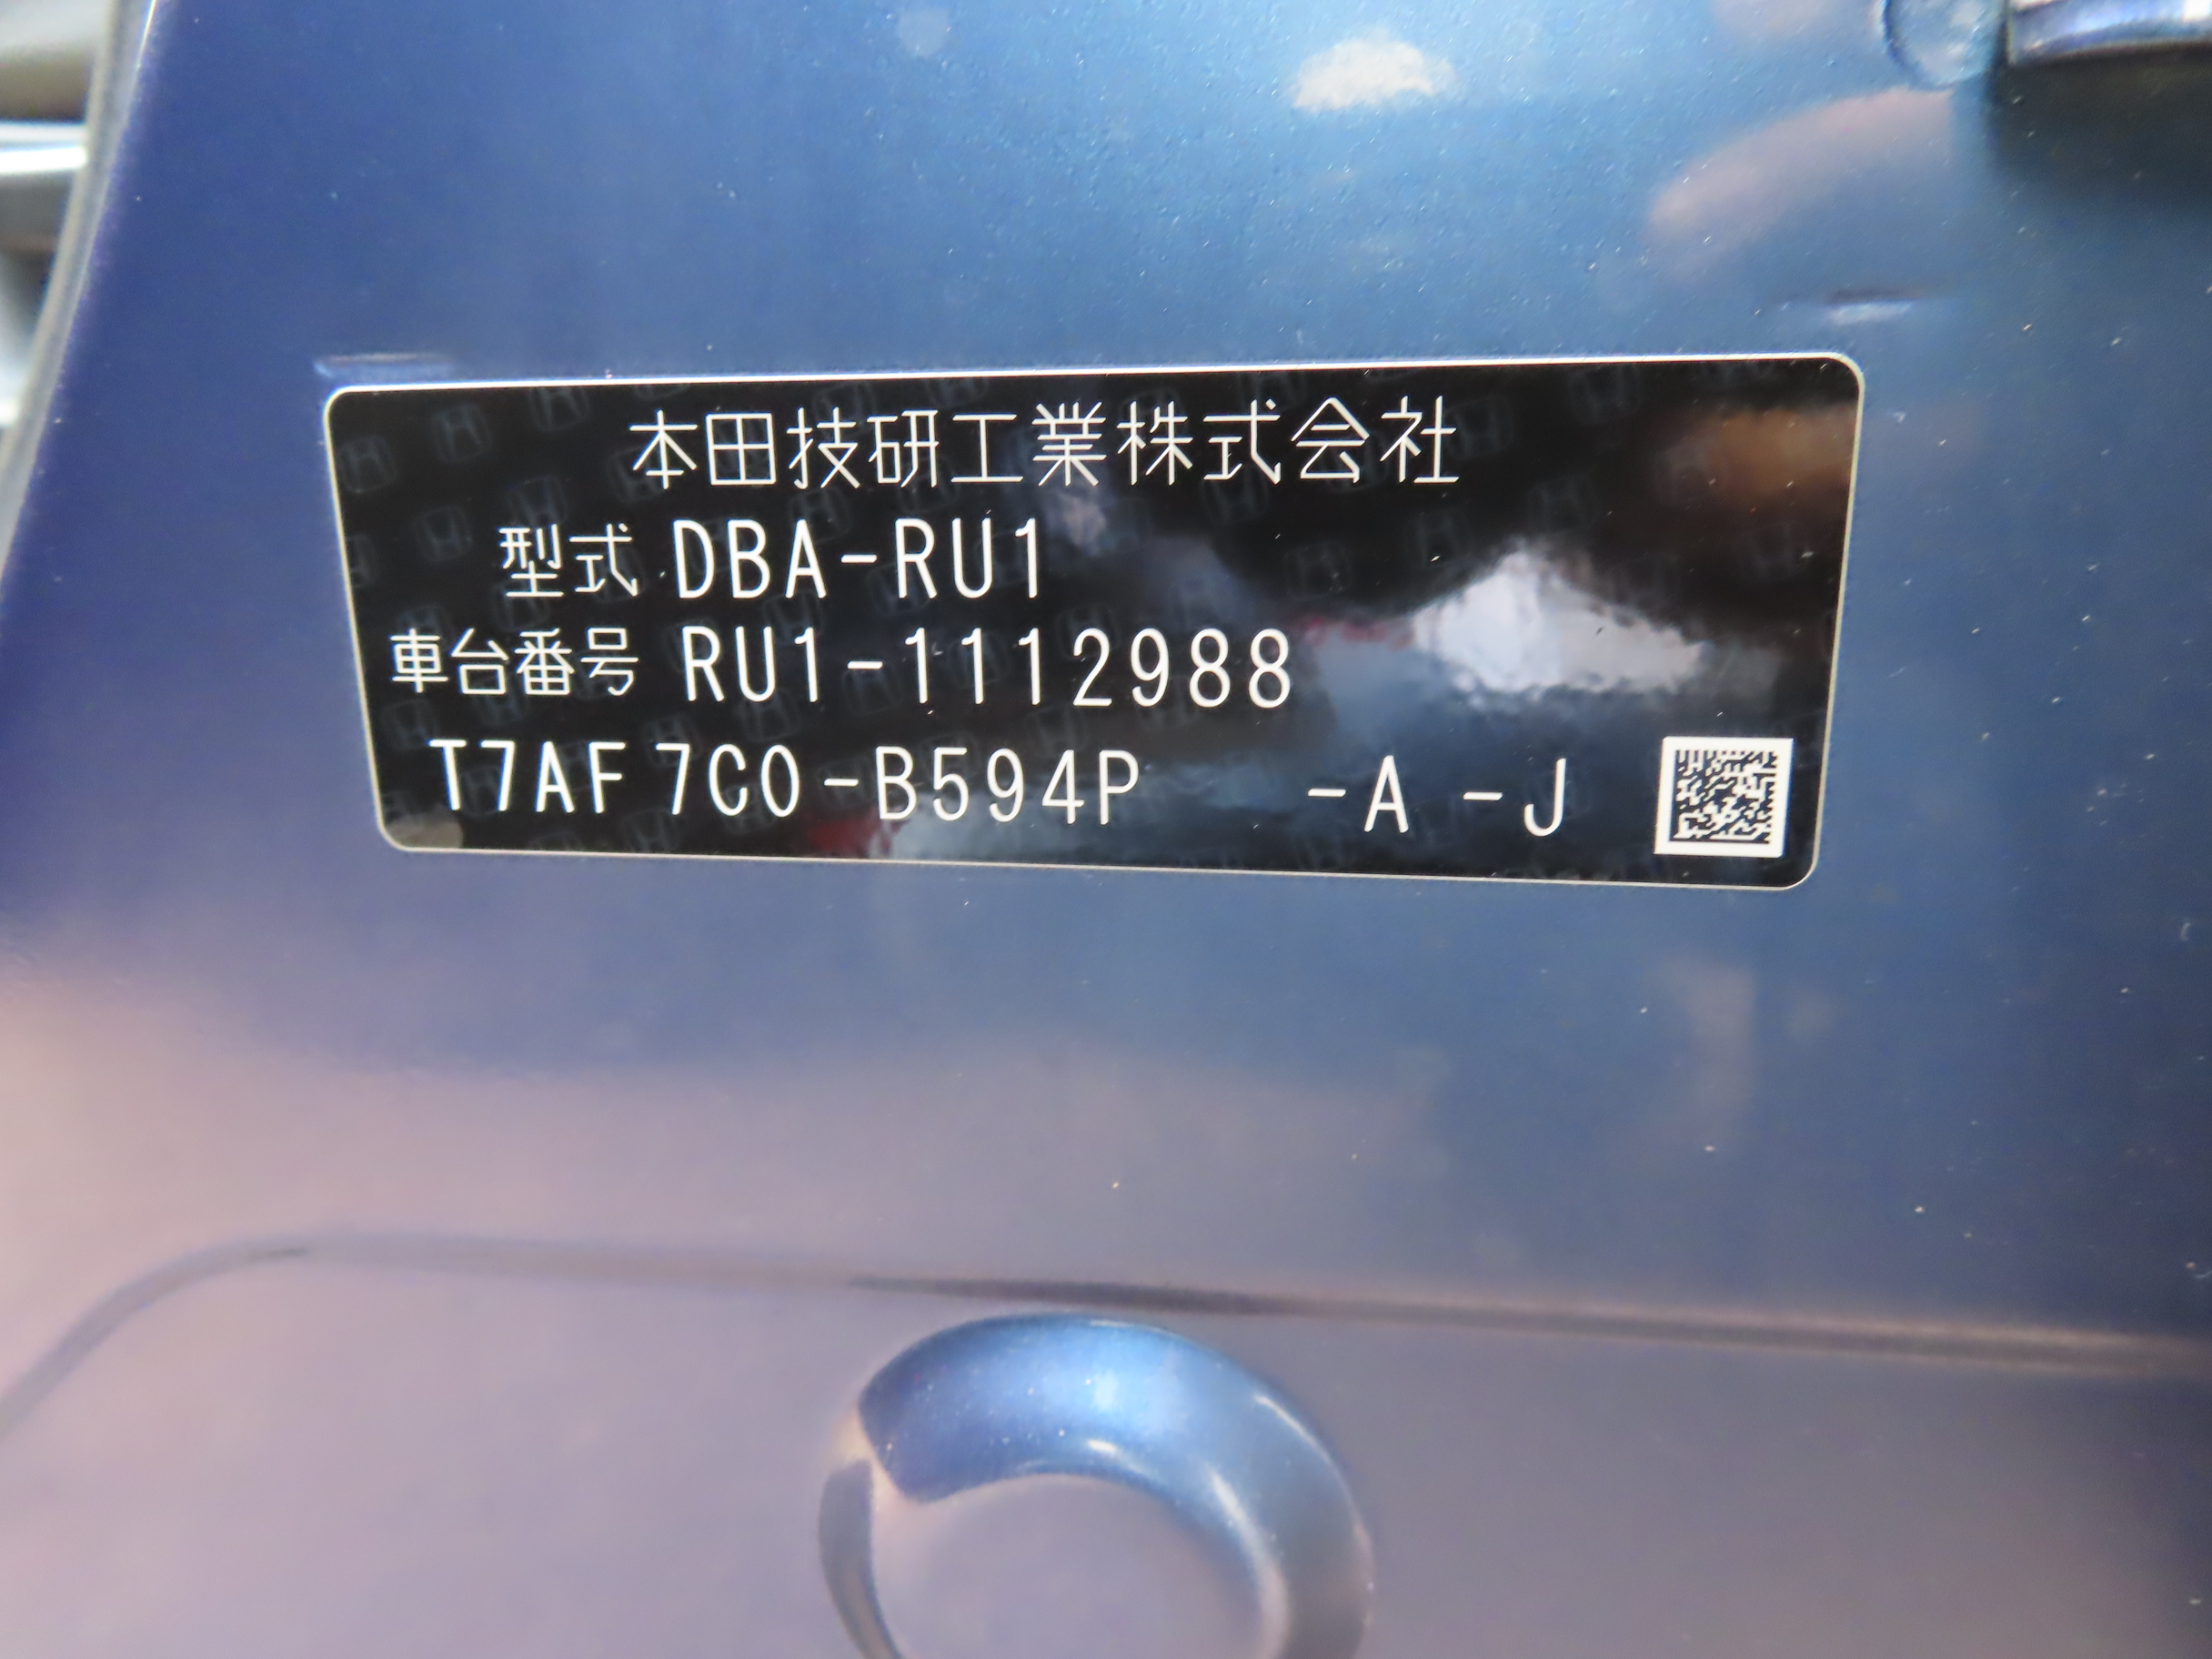 本田技研工業株式会社
型式 DBA-RU1
車台番号 RU1-1112988
T7AF 7C0-B594P -A -J